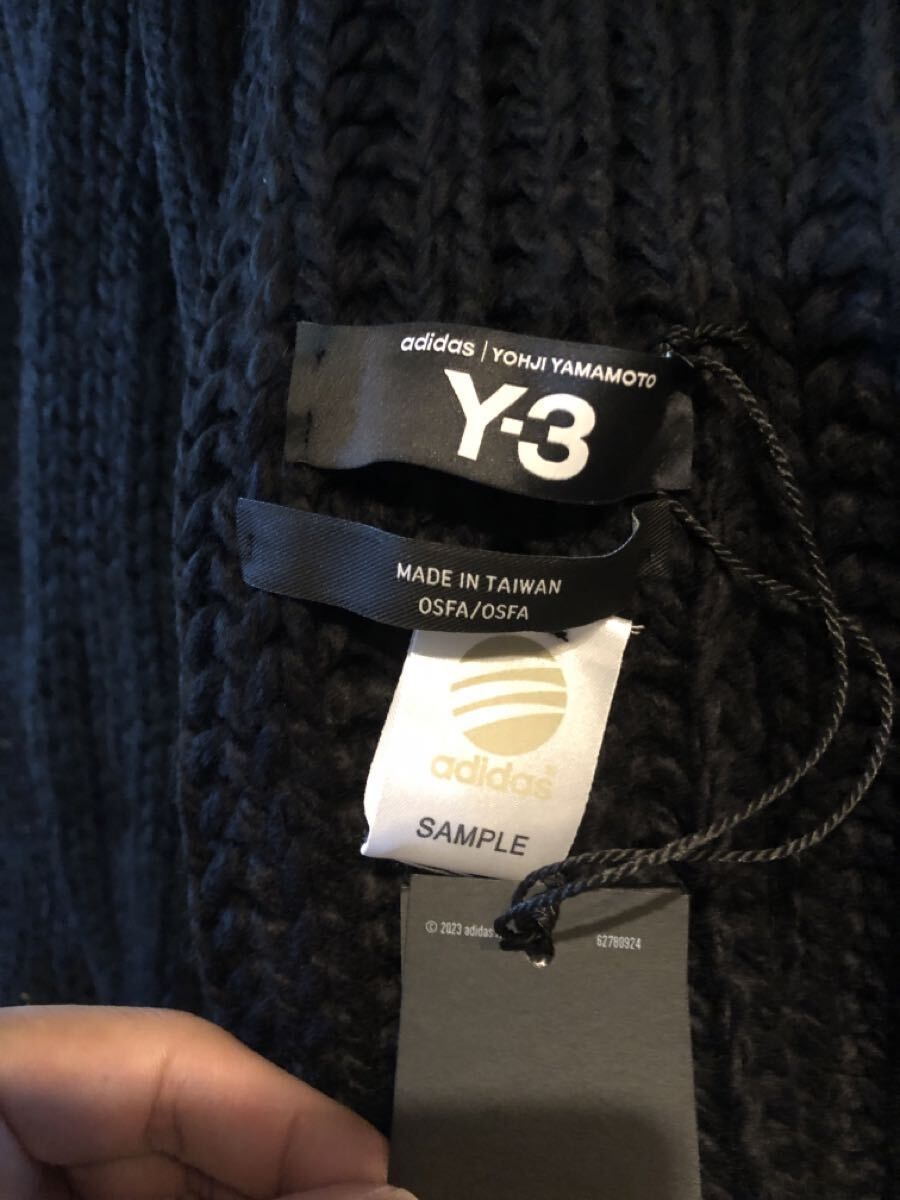 adidas | YOHJI YAMAMOTO
Y-3
MADE IN TAIWAN
OSFA/OSFA
adidas
SAMPLE
© 2023 adidas
62780924